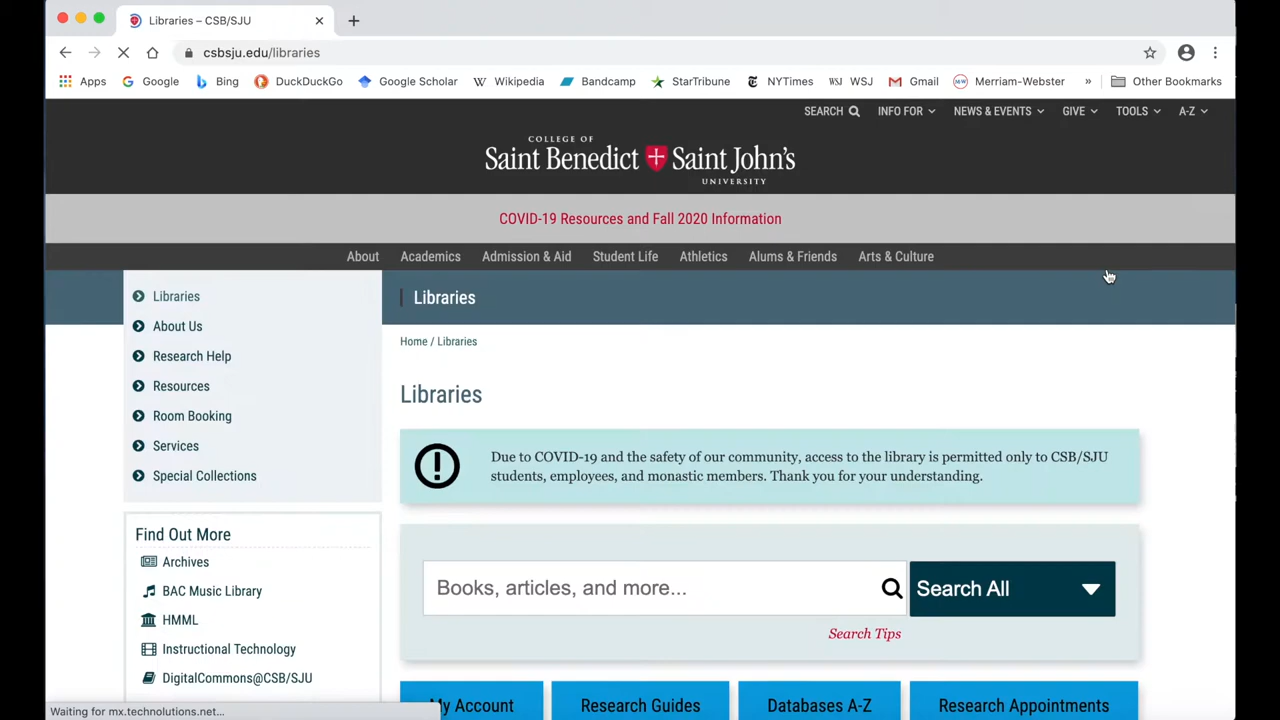 Libraries – CSB/SJU
csbsju.edu/libraries
Apps Google Bing DuckDuckGo Google Scholar Wikipedia Bandcamp StarTribune NYTimes WSJ WSJ Gmail Merriam-Webster » Other Bookmarks
SEARCH INFO FOR NEWS & EVENTS GIVE TOOLS A-Z
COLLEGE OF
Saint Benedict Saint John's
UNIVERSITY
COVID-19 Resources and Fall 2020 Information
About Academics Admission & Aid Student Life Athletics Alums & Friends Arts & Culture
Libraries
About Us
Research Help
Resources
Room Booking
Services
Special Collections
Find Out More
Archives
BAC Music Library
HMML
Instructional Technology
DigitalCommons@CSB/SJU
Libraries
Home / Libraries
Libraries
Due to COVID-19 and the safety of our community, access to the library is permitted only to CSB/SJU
students, employees, and monastic members. Thank you for your understanding.
Books, articles, and more... Search All
Search Tips
My Account Research Guides Databases A-Z Research Appointments
Waiting for mx.technolutions.net...